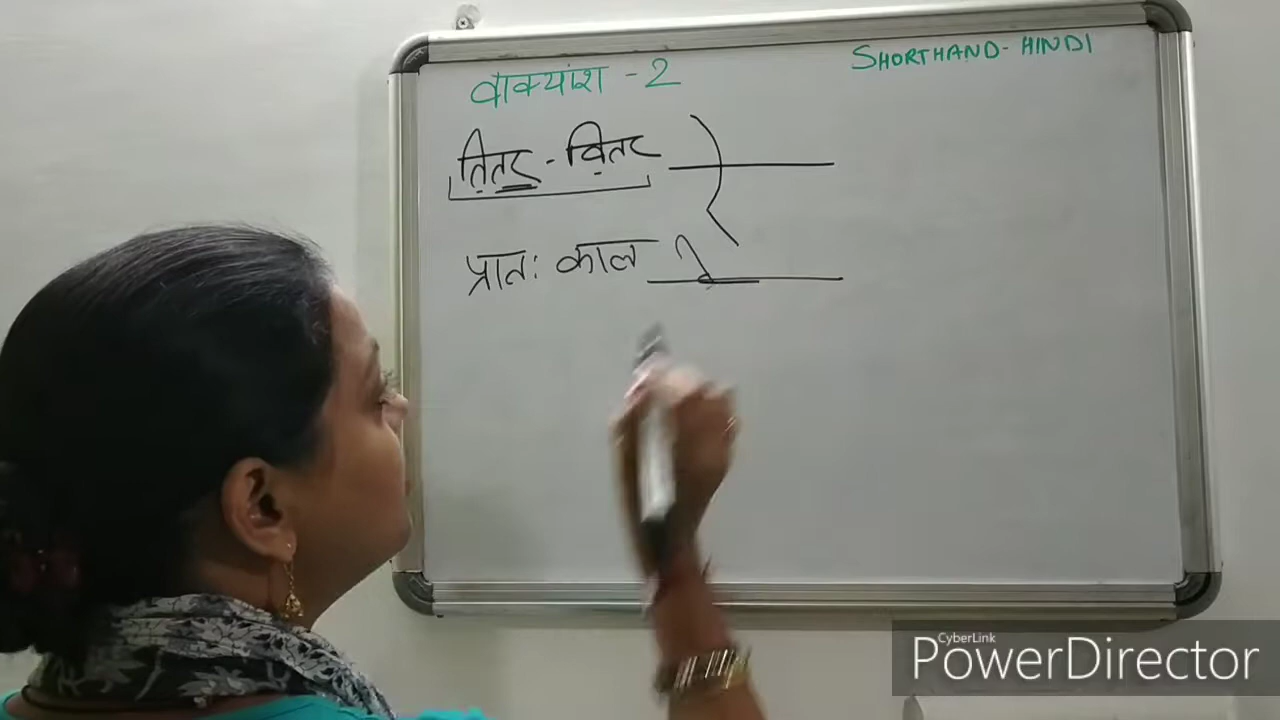 वाक्यांश - 2
SHORTHAND - HINDI
तितर - बितर
प्रातः काल
CyberLink
PowerDirector